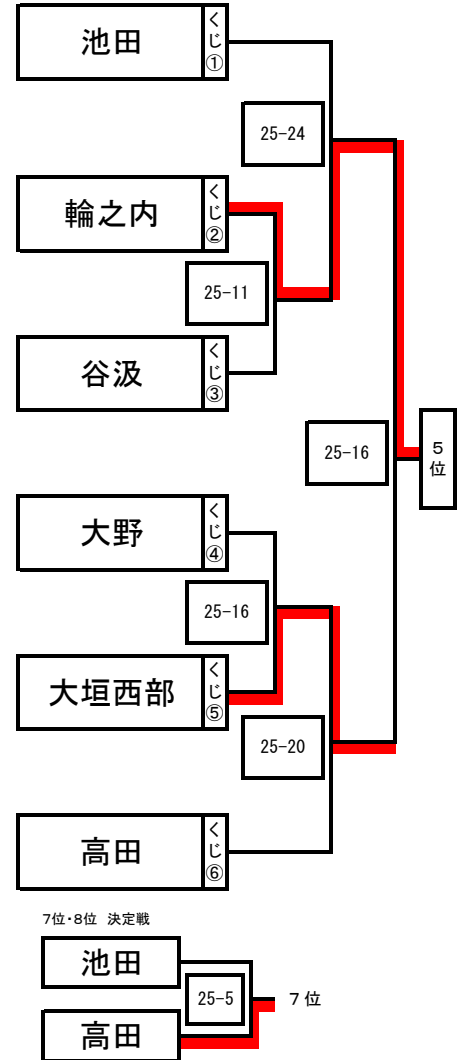 池田 くじ①
25-24
輪之内 くじ②
25-11
谷汲 くじ③
25-16
5位
大野 くじ④
25-16
大垣西部 くじ⑤
25-20
高田 くじ⑥
7位・8位 決定戦
池田
25-5 7位
高田